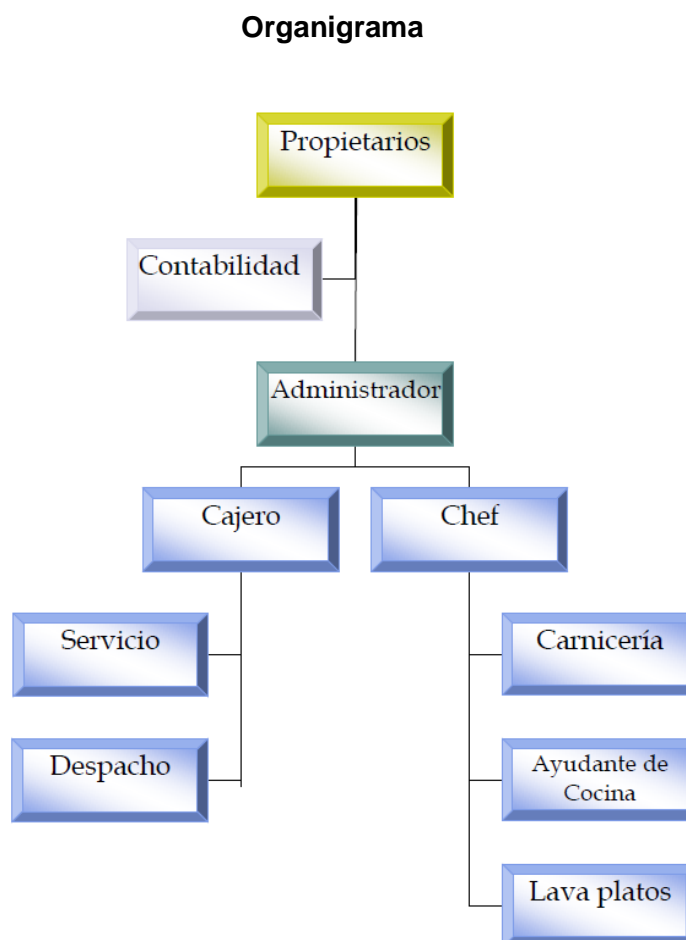 Organigrama
Propietarios
Contabilidad
Administrador
Cajero
Chef
Servicio
Carnicería
Despacho
Ayudante de
Cocina
Lava platos